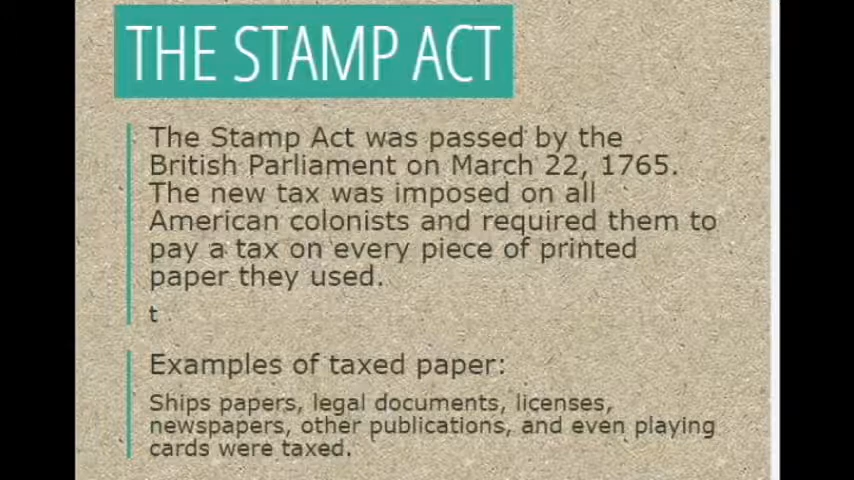 THE STAMP ACT
The Stamp Act was passed by the
British Parliament on March 22, 1765.
The new tax was imposed on all
American colonists and required them to
pay a tax on every piece of printed
paper they used.
t
Examples of taxed paper:
Ships papers, legal documents, licenses,
newspapers, other publications, and even playing
cards were taxed.